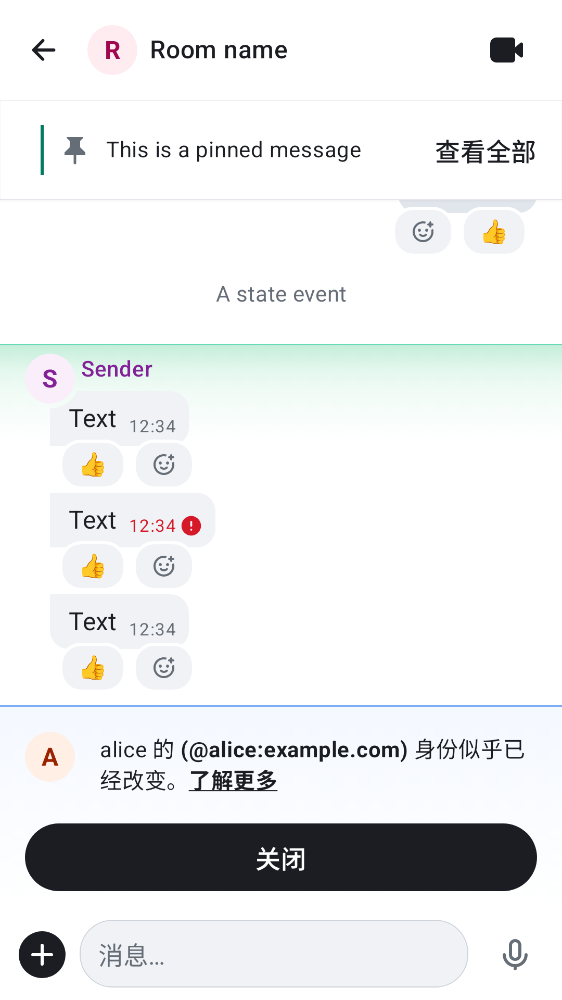 R Room name
This is a pinned message 查看全部
👍
A state event
S Sender
Text 12:34
👍
Text 12:34
👍
Text 12:34
👍
A alice 的 (@alice:example.com) 身份似乎已
经改变。了解更多
关闭
消息…